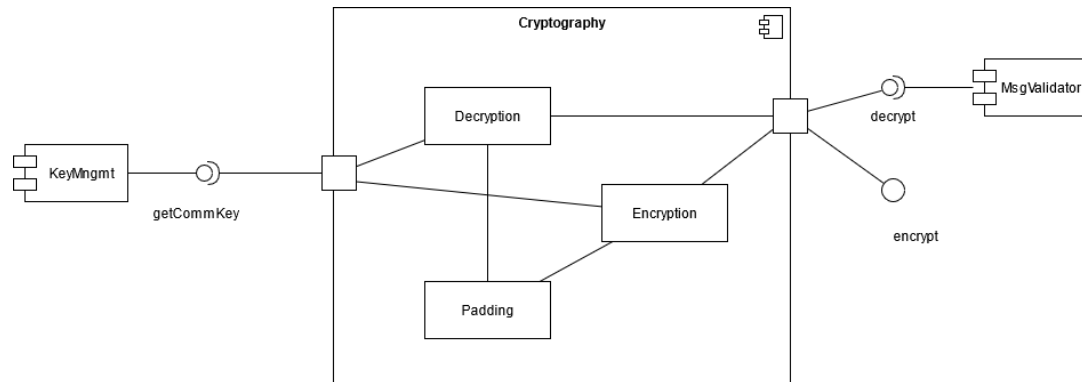 Cryptography
Decryption
MsgValidator
decrypt
KeyMngmt
getCommKey
Encryption
encrypt
Padding